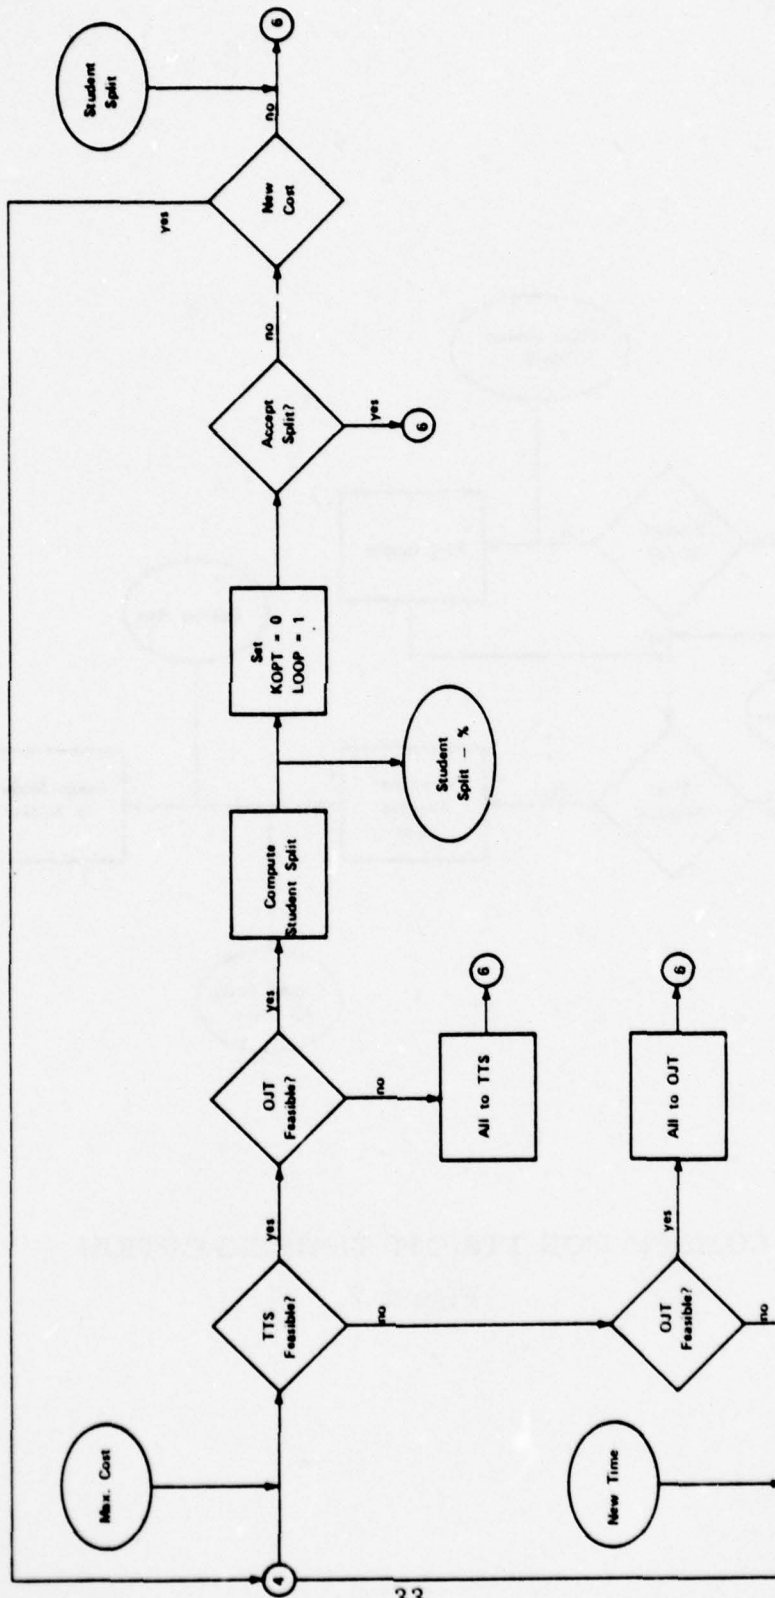 4
Max. Cost
TTS
Feasible?
yes
no
OJT
Feasible?
yes
no
All to TTS
6
Compute
Student Split
Student
Split – %
Set
KOPT = 0
LOOP = 1
Accept
Split?
no
yes
6
New
Cost
yes
no
Student
Split
6
New Time
OJT
Feasible?
yes
no
All to OJT
6
33